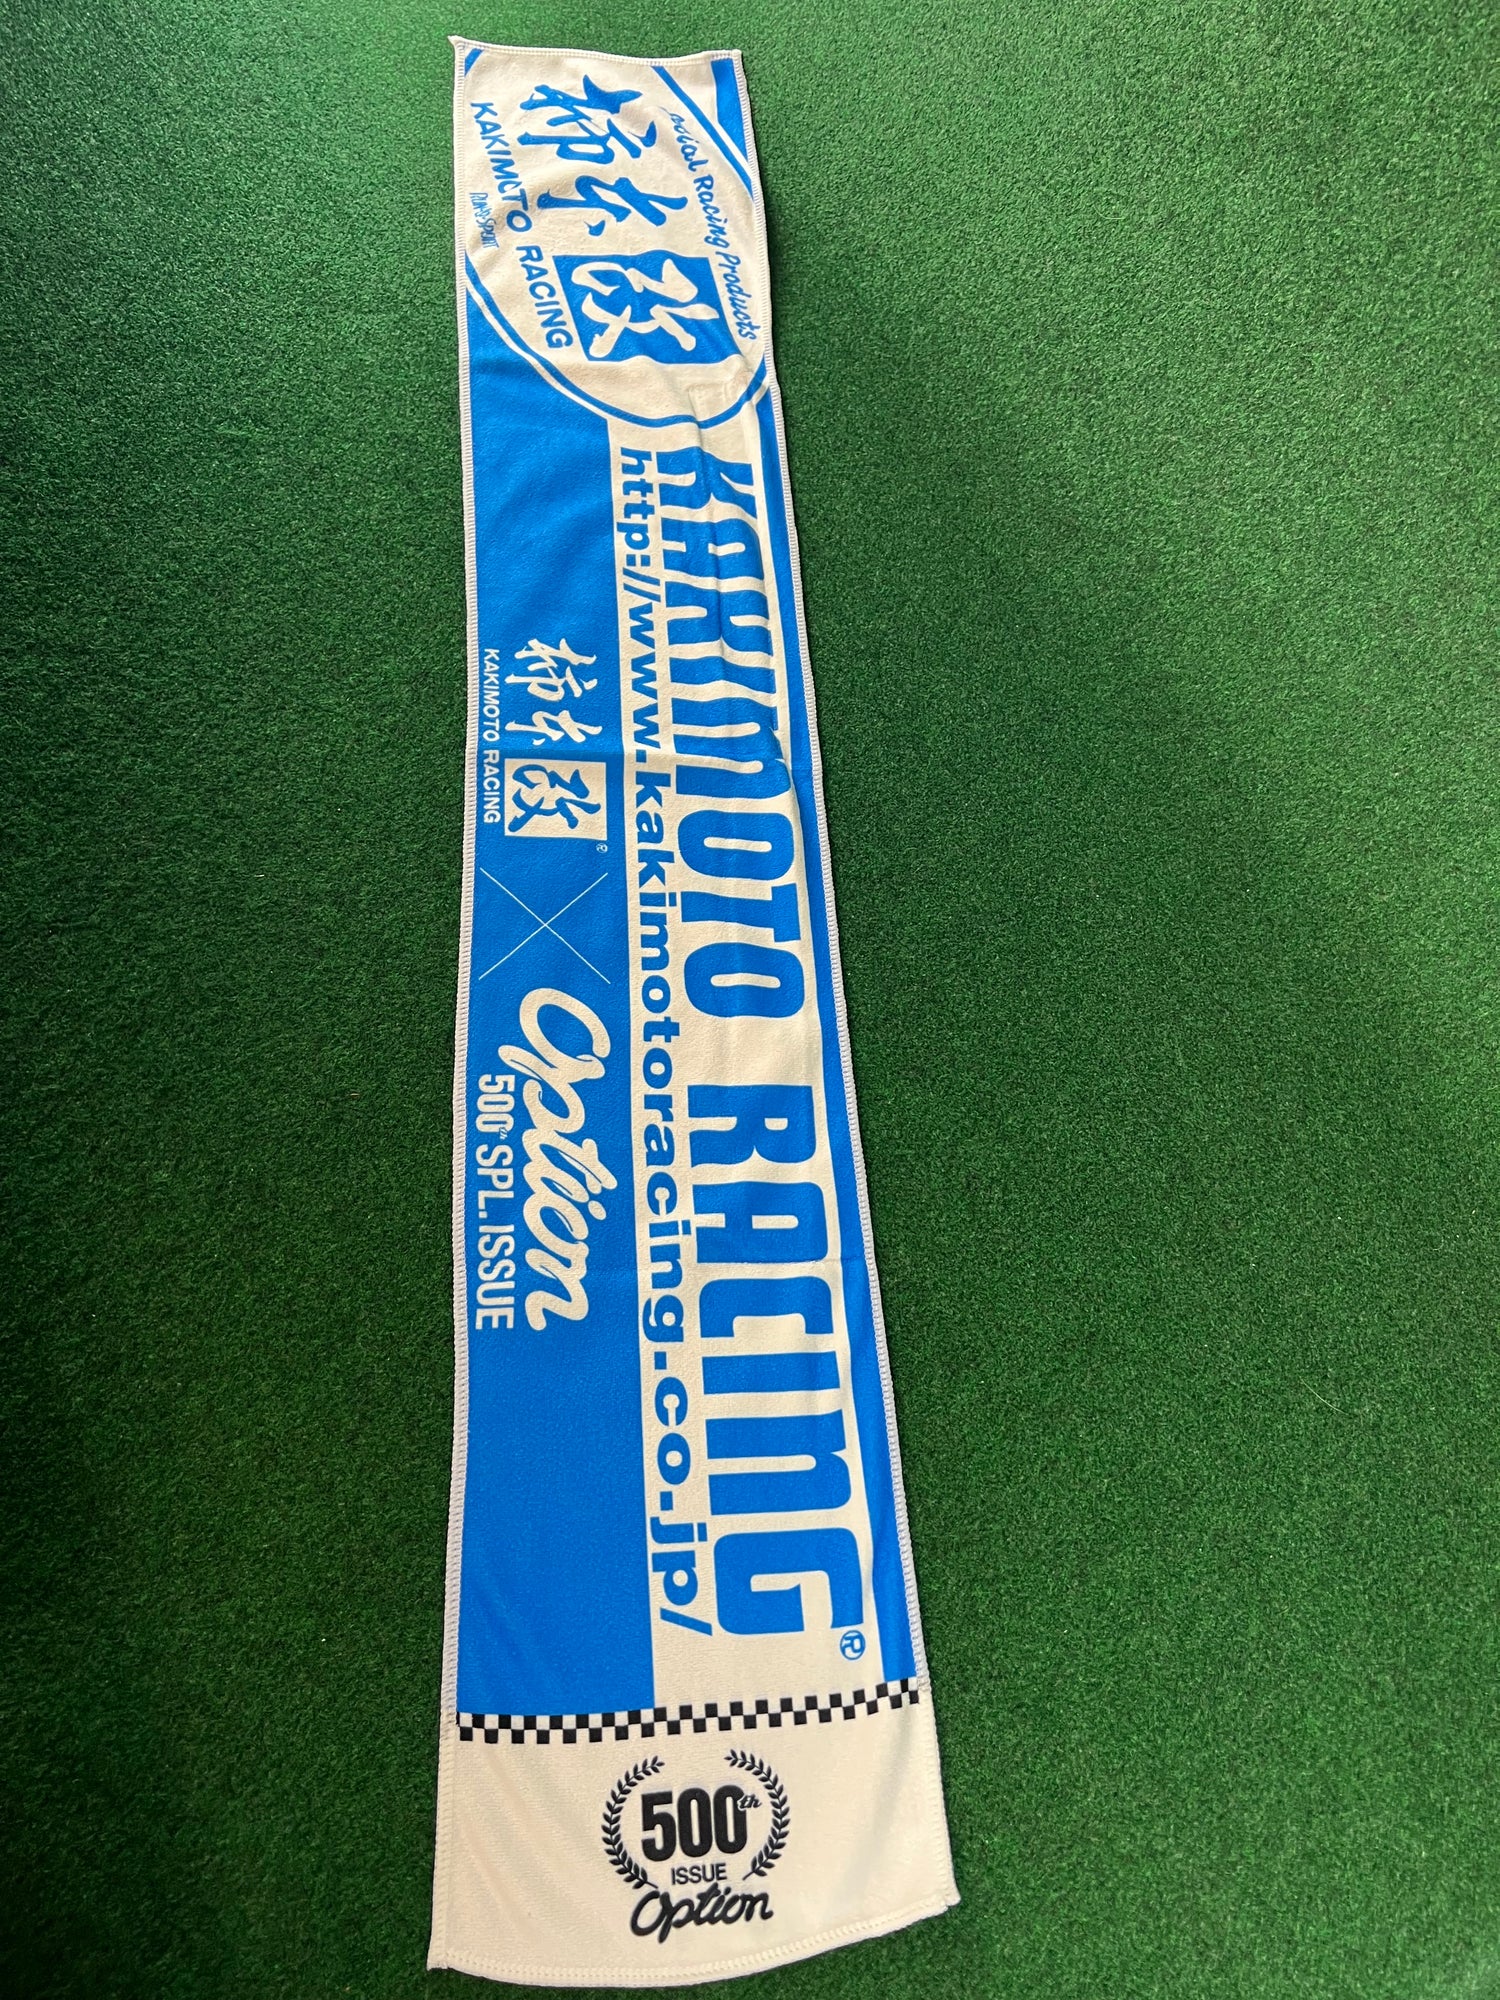 Racing Products
柿本改
KAKIMOTO RACING
KAKIMOTO RACING®
http://www.kakimotoracing.co.jp/
柿本改®
KAKIMOTO RACING
×
Option
500th SPL. ISSUE
500th
ISSUE
Option